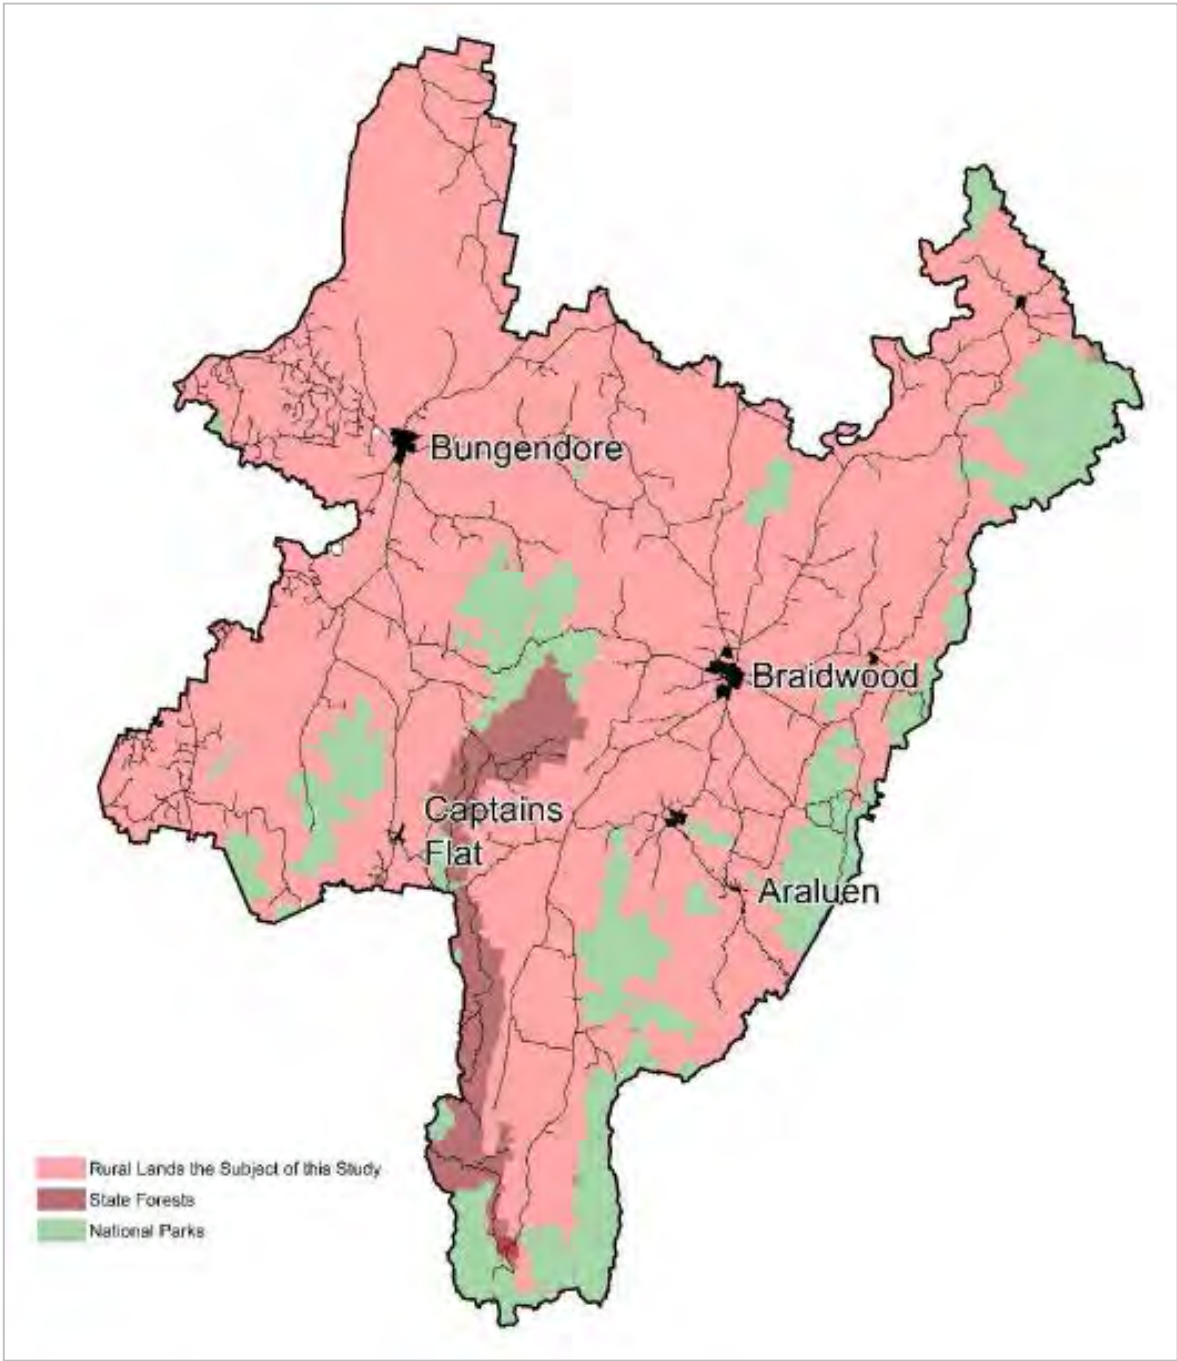 Bungendore
Braidwood
Captains
Flat
Araluen
Rural Lands the Subject of this Study
State Forests
National Parks